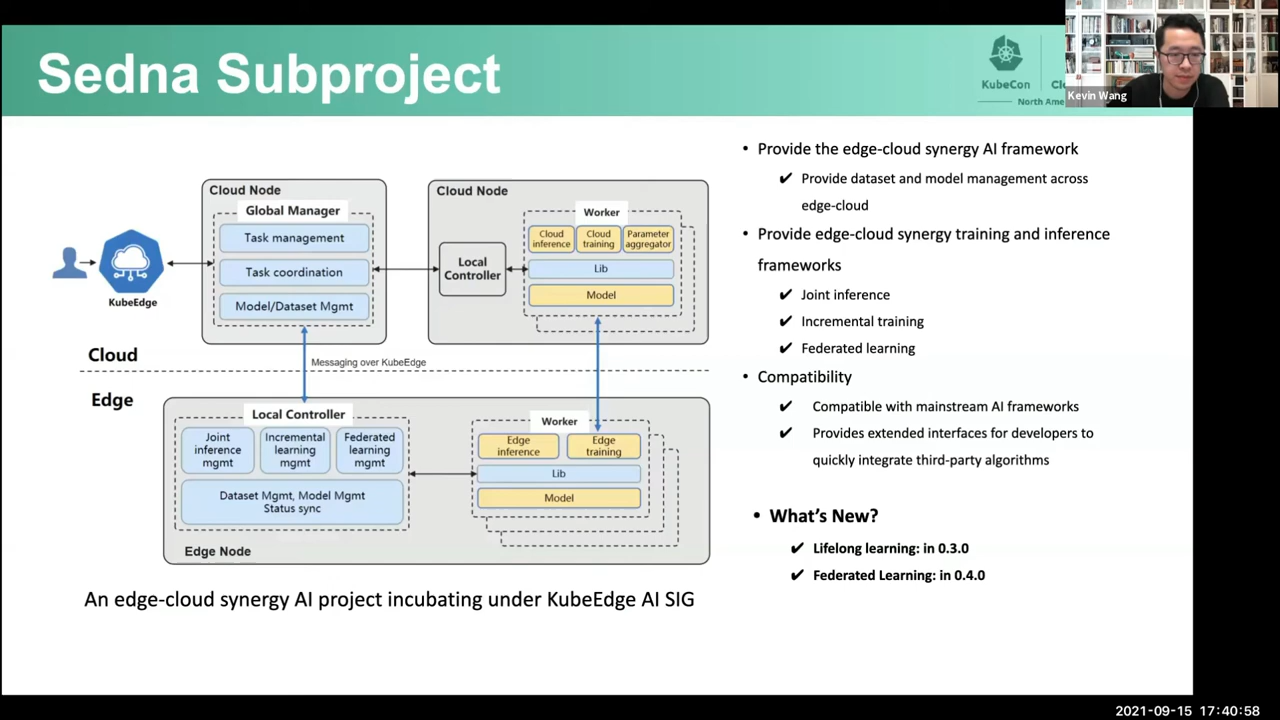 Sedna Subproject
KubeCon
North Ame
Kevin Wang
Cloud Node
Global Manager
Task management
Task coordination
Model/Dataset Mgmt
KubeEdge
Cloud Node
Local
Controller
Worker
Cloud
inference
Cloud
training
Parameter
aggregator
Lib
Model
Cloud
Messaging over KubeEdge
Edge
Local Controller
Joint
inference
mgmt
Incremental
learning
mgmt
Federated
learning
mgmt
Dataset Mgmt, Model Mgmt
Status sync
Worker
Edge
inference
Edge
training
Lib
Model
Edge Node
An edge-cloud synergy AI project incubating under KubeEdge AI SIG
• Provide the edge-cloud synergy AI framework
✔ Provide dataset and model management across
edge-cloud
• Provide edge-cloud synergy training and inference
frameworks
✔ Joint inference
✔ Incremental training
✔ Federated learning
• Compatibility
✔ Compatible with mainstream AI frameworks
✔ Provides extended interfaces for developers to
quickly integrate third-party algorithms
• What's New?
✔ Lifelong learning: in 0.3.0
✔ Federated Learning: in 0.4.0
2021-09-15 17:40:58